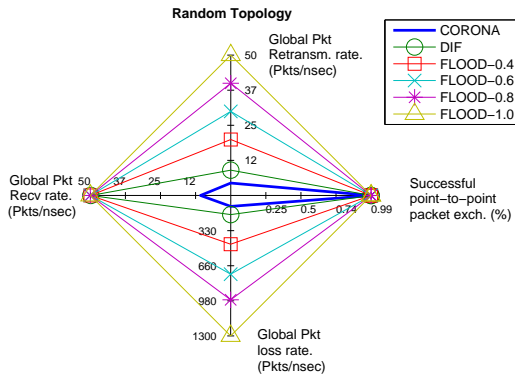 Random Topology
Global Pkt
Retransm. rate.
(Pkts/nsec)
50
37
25
12
CORONA
DIF
FLOOD−0.4
FLOOD−0.6
FLOOD−0.8
FLOOD−1.0
Global Pkt
Recv rate.
(Pkts/nsec)
50
37
25
12
0.25
0.5
0.74
0.99
Successful
point−to−point
packet exch. (%)
330
660
980
1300
Global Pkt
loss rate.
(Pkts/nsec)